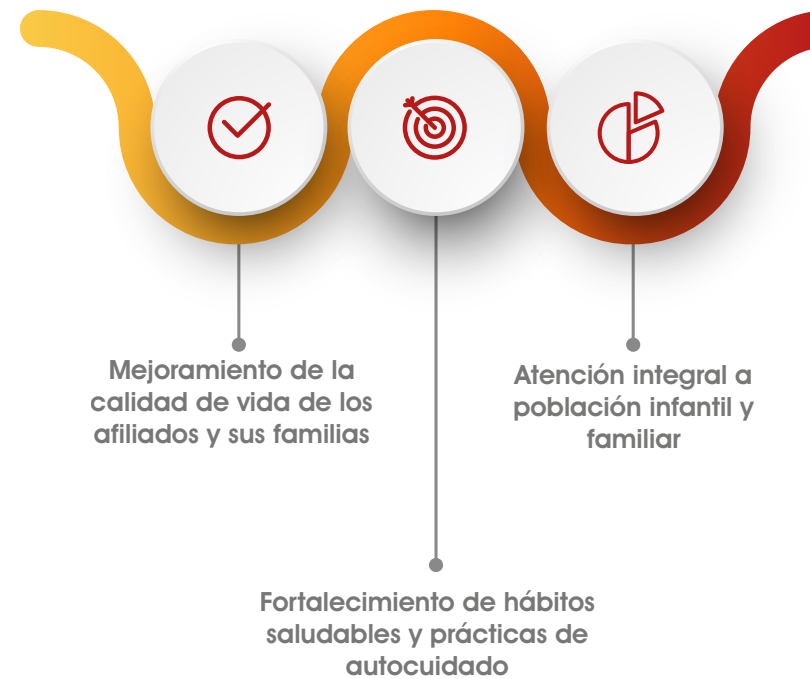 Mejoramiento de la
calidad de vida de los
afiliados y sus familias
Atención integral a
población infantil y
familiar
Fortalecimiento de hábitos
saludables y prácticas de
autocuidado